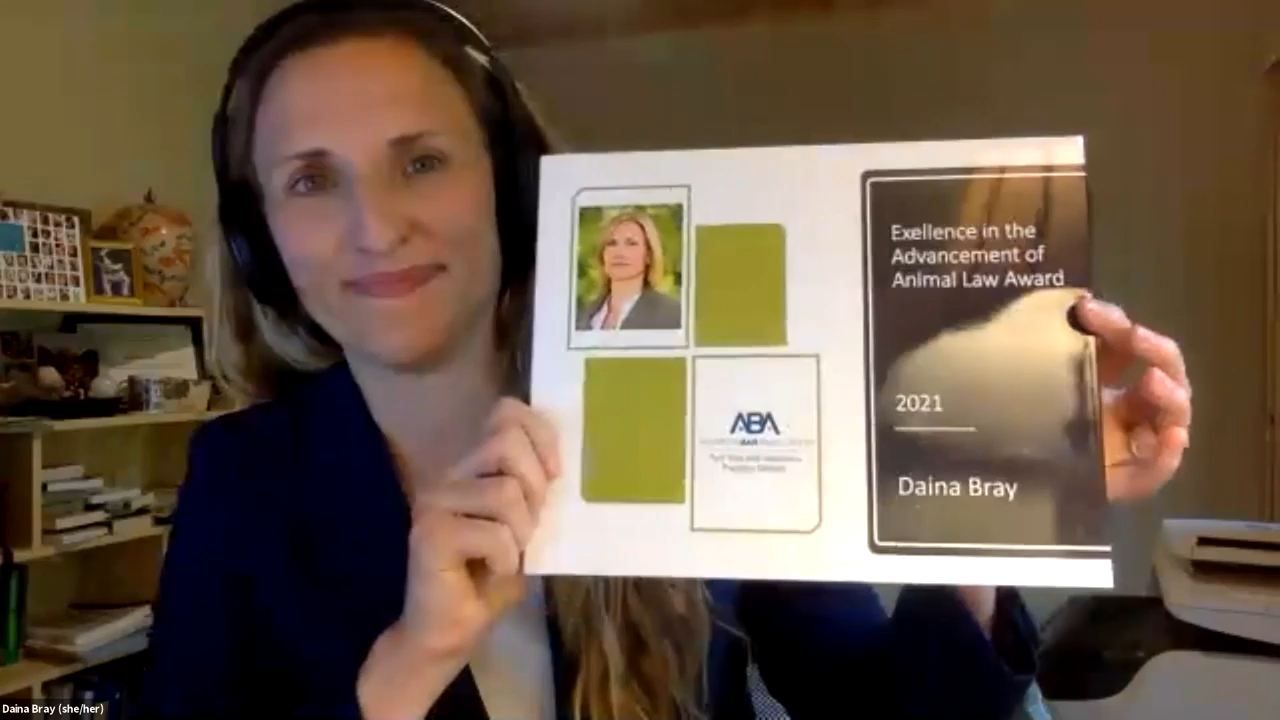 Exellence in the
Advancement of
Animal Law Award
2021
Daina Bray
ABA
Daina Bray (she/her)